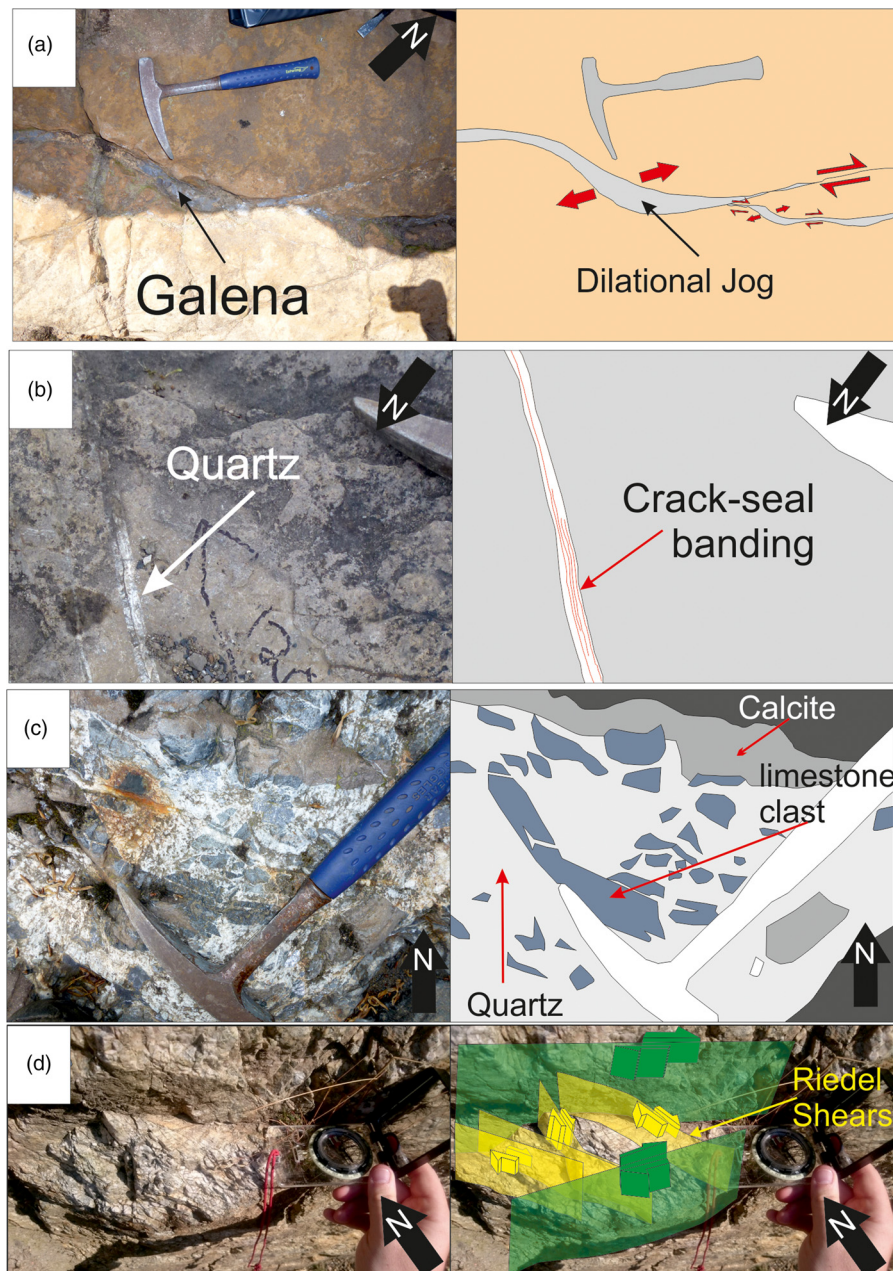 (a)
N
Galena
Dilational Jog
(b)
N
Quartz
N
Crack-seal
banding
(c)
N
Calcite
limestone
clast
Quartz
N
(d)
N
Riedel
Shears
N